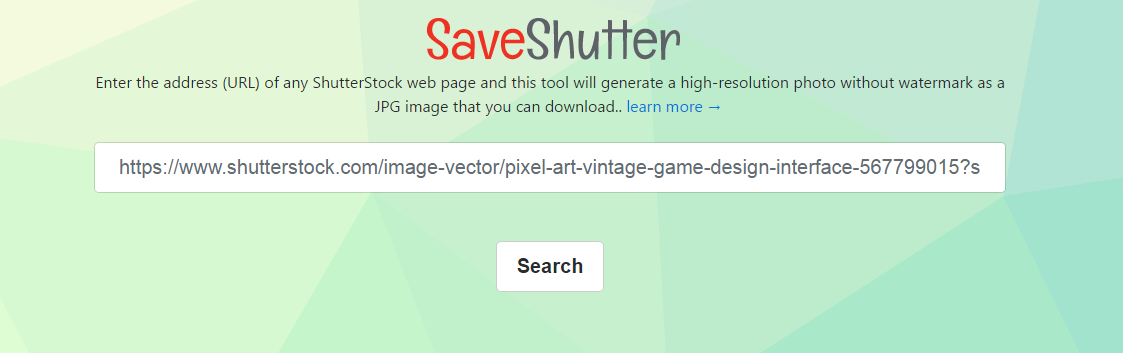 SaveShutter
Enter the address (URL) of any ShutterStock web page and this tool will generate a high-resolution photo without watermark as a
JPG image that you can download.. learn more →
https://www.shutterstock.com/image-vector/pixel-art-vintage-game-design-interface-567799015?s
Search